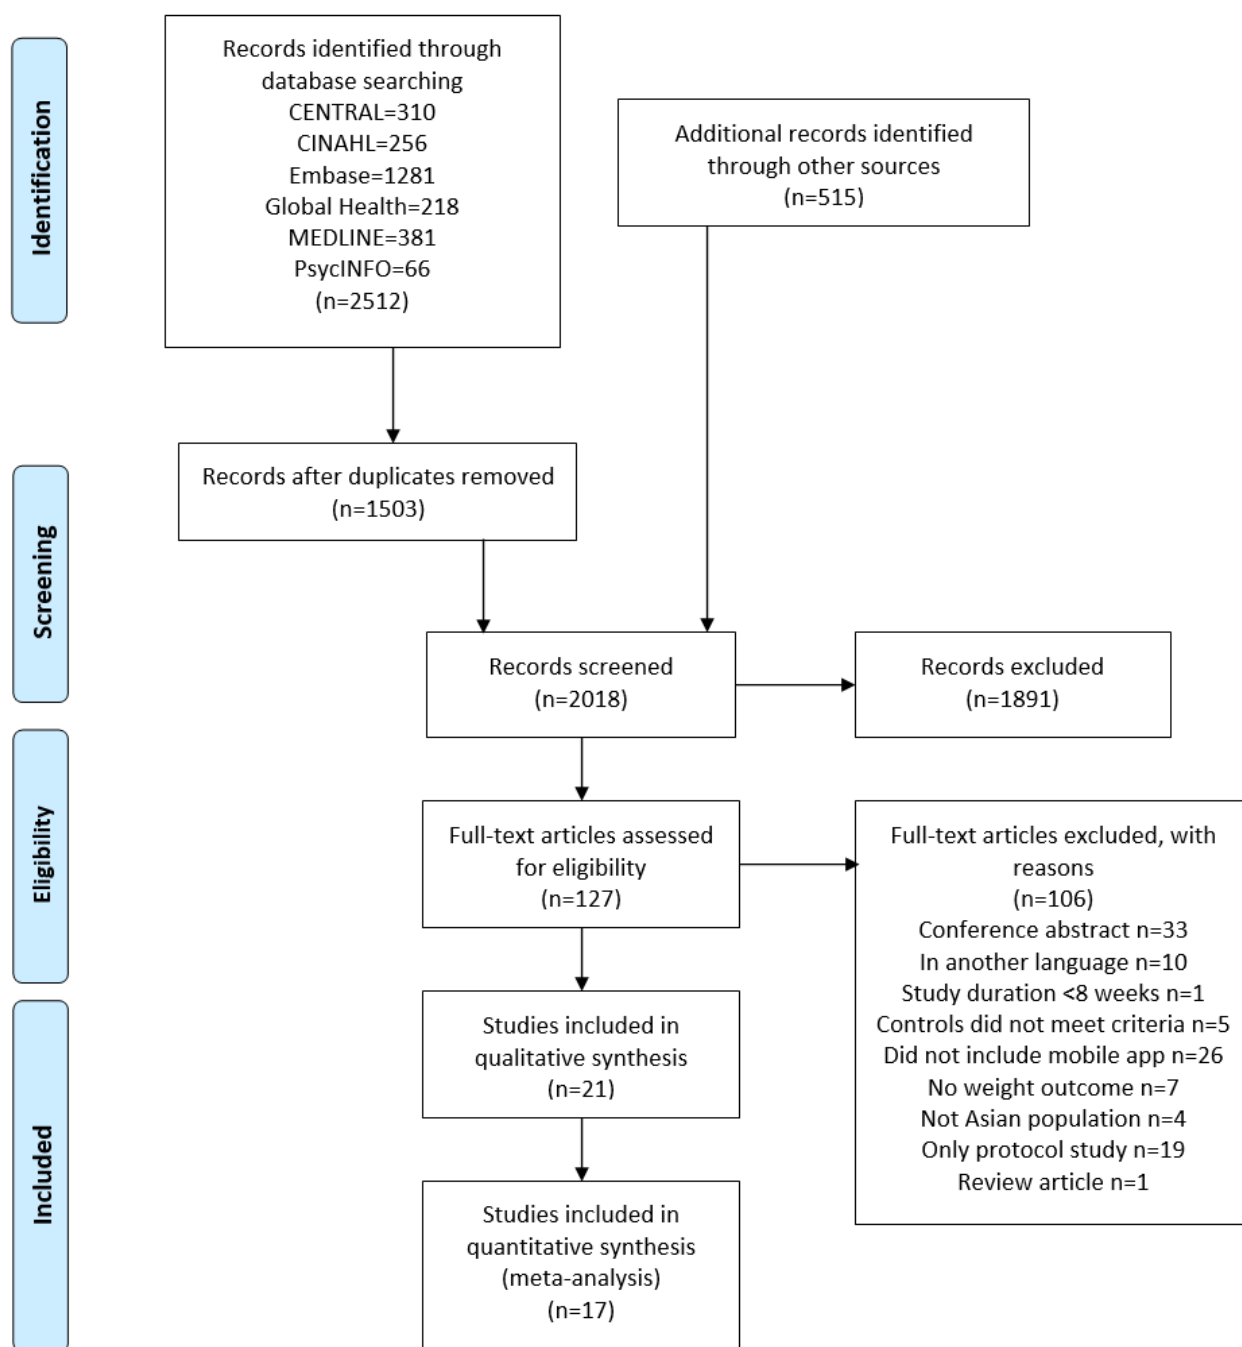 Identification
Records identified through
database searching
CENTRAL=310
CINAHL=256
Embase=1281
Global Health=218
MEDLINE=381
PsycINFO=66
(n=2512)
Additional records identified
through other sources
(n=515)
Screening
Records after duplicates removed
(n=1503)
Records screened
(n=2018)
Records excluded
(n=1891)
Eligibility
Full-text articles assessed
for eligibility
(n=127)
Full-text articles excluded, with
reasons
(n=106)
Conference abstract n=33
In another language n=10
Study duration <8 weeks n=1
Controls did not meet criteria n=5
Did not include mobile app n=26
No weight outcome n=7
Not Asian population n=4
Only protocol study n=19
Review article n=1
Included
Studies included in
qualitative synthesis
(n=21)
Studies included in
quantitative synthesis
(meta-analysis)
(n=17)